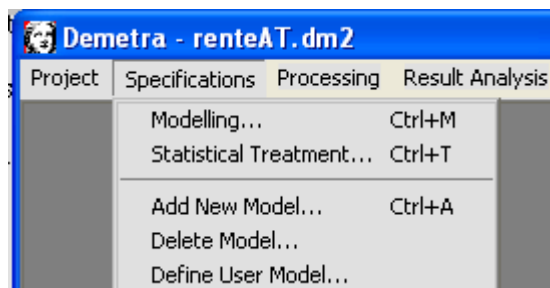 Demetra - renteAT.dm2
Project Specifications Processing Result Analysis
Modelling... Ctrl+M
Statistical Treatment... Ctrl+T
Add New Model... Ctrl+A
Delete Model...
Define User Model...